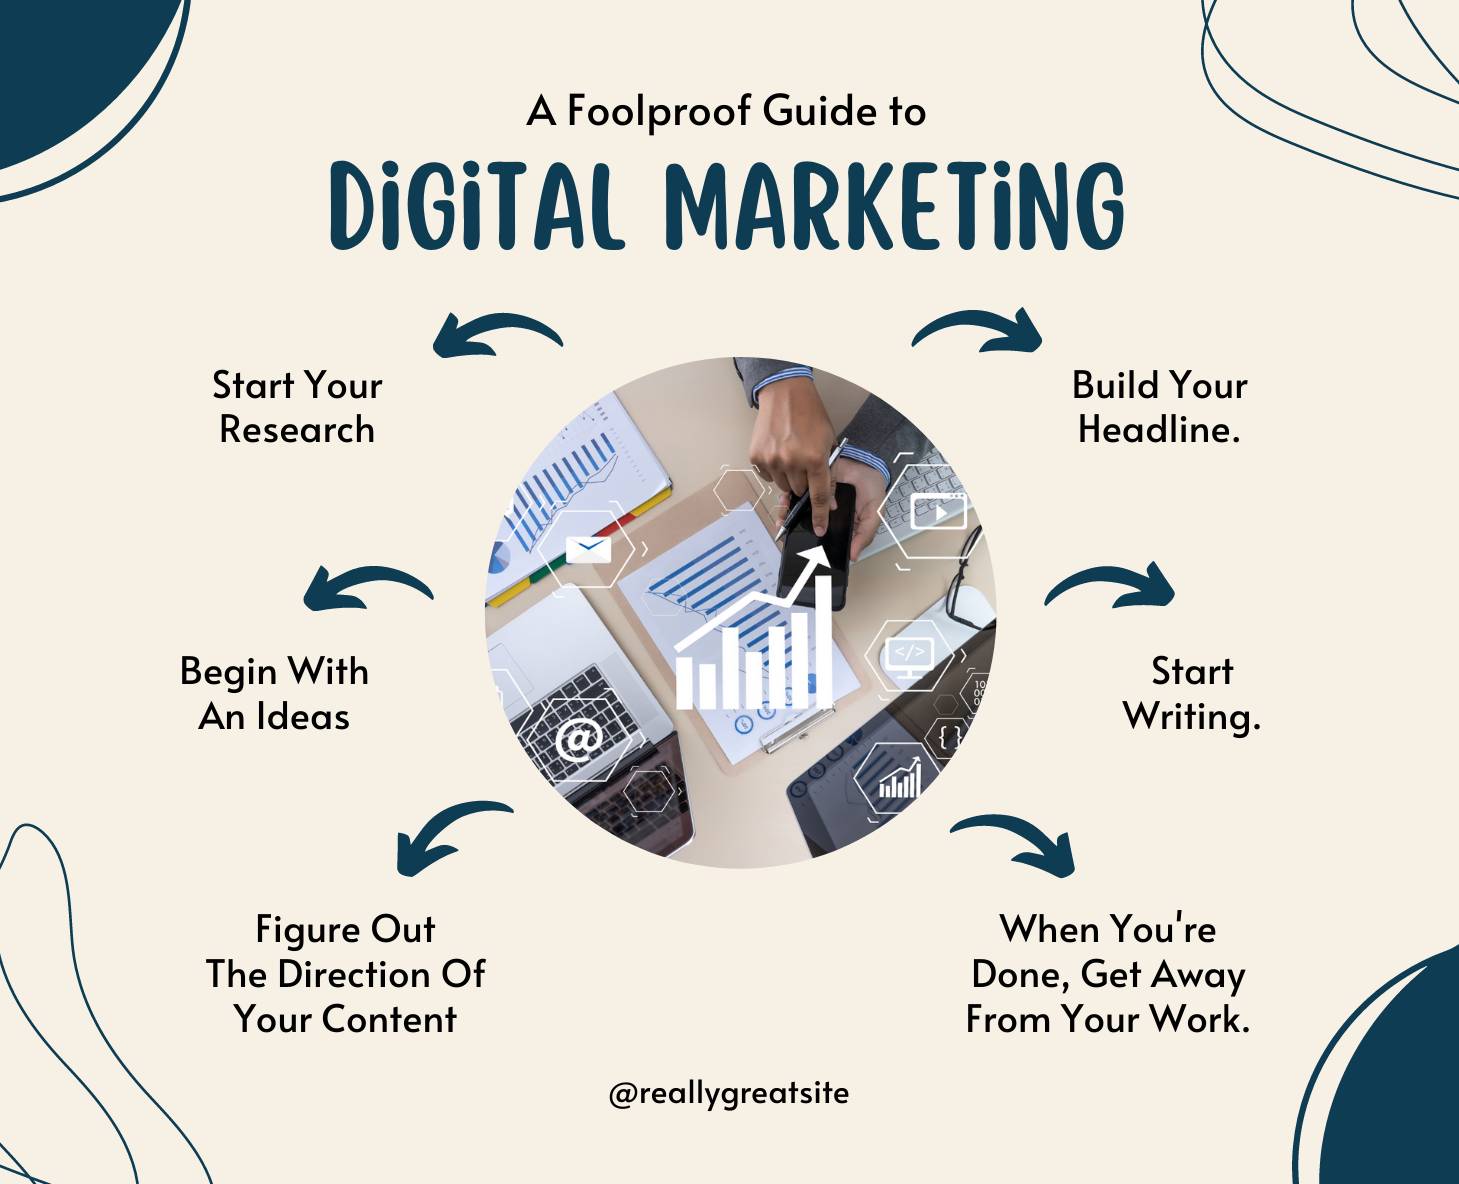 A Foolproof Guide to
DiGiTAL MARKETiNG
Start Your
Research
Begin With
An Ideas
Figure Out
The Direction Of
Your Content
Build Your
Headline.
Start
Writing.
When You're
Done, Get Away
From Your Work.
@reallygreatsite